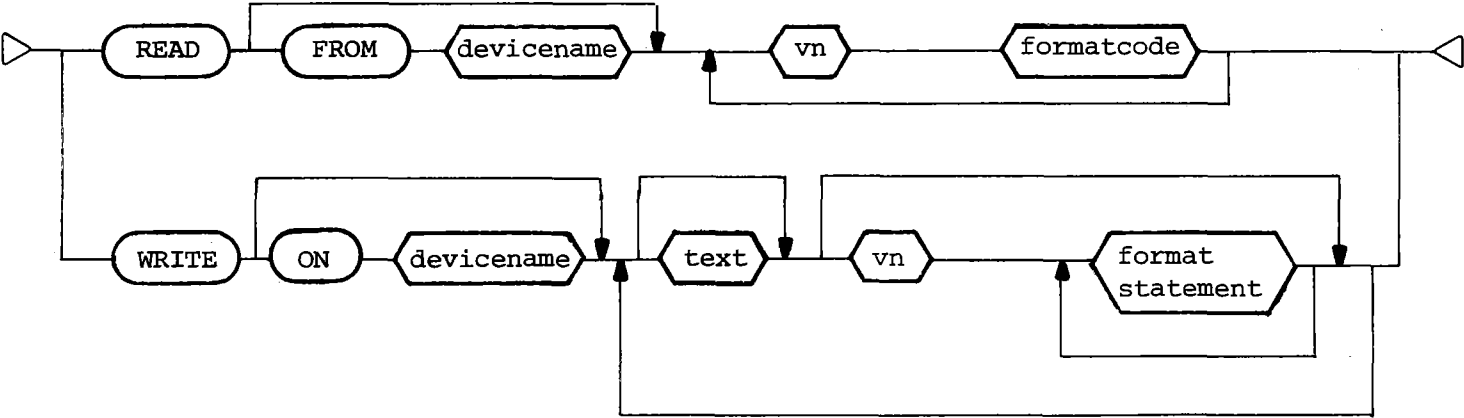 READ FROM devicename vn formatcode
WRITE ON devicename text vn format
statement